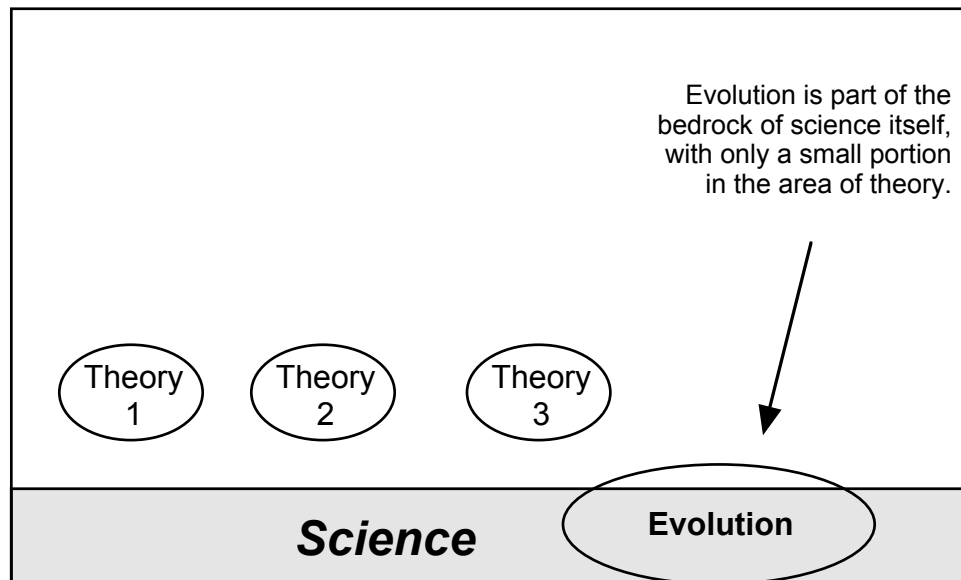 Evolution is part of the
bedrock of science itself,
with only a small portion
in the area of theory.
Theory
1
Theory
2
Theory
3
Science
Evolution